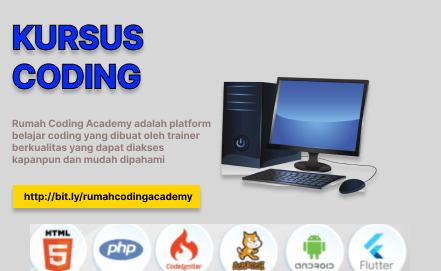 KURSUS
CODING
Rumah Coding Academy adalah platform
belajar coding yang dibuat oleh trainer
berkualitas yang dapat diakses
kapanpun dan mudah dipahami
http://bit.ly/rumahcodingacademy
HTML
5
php
CodeIgniter
SCRATCH
android
Flutter